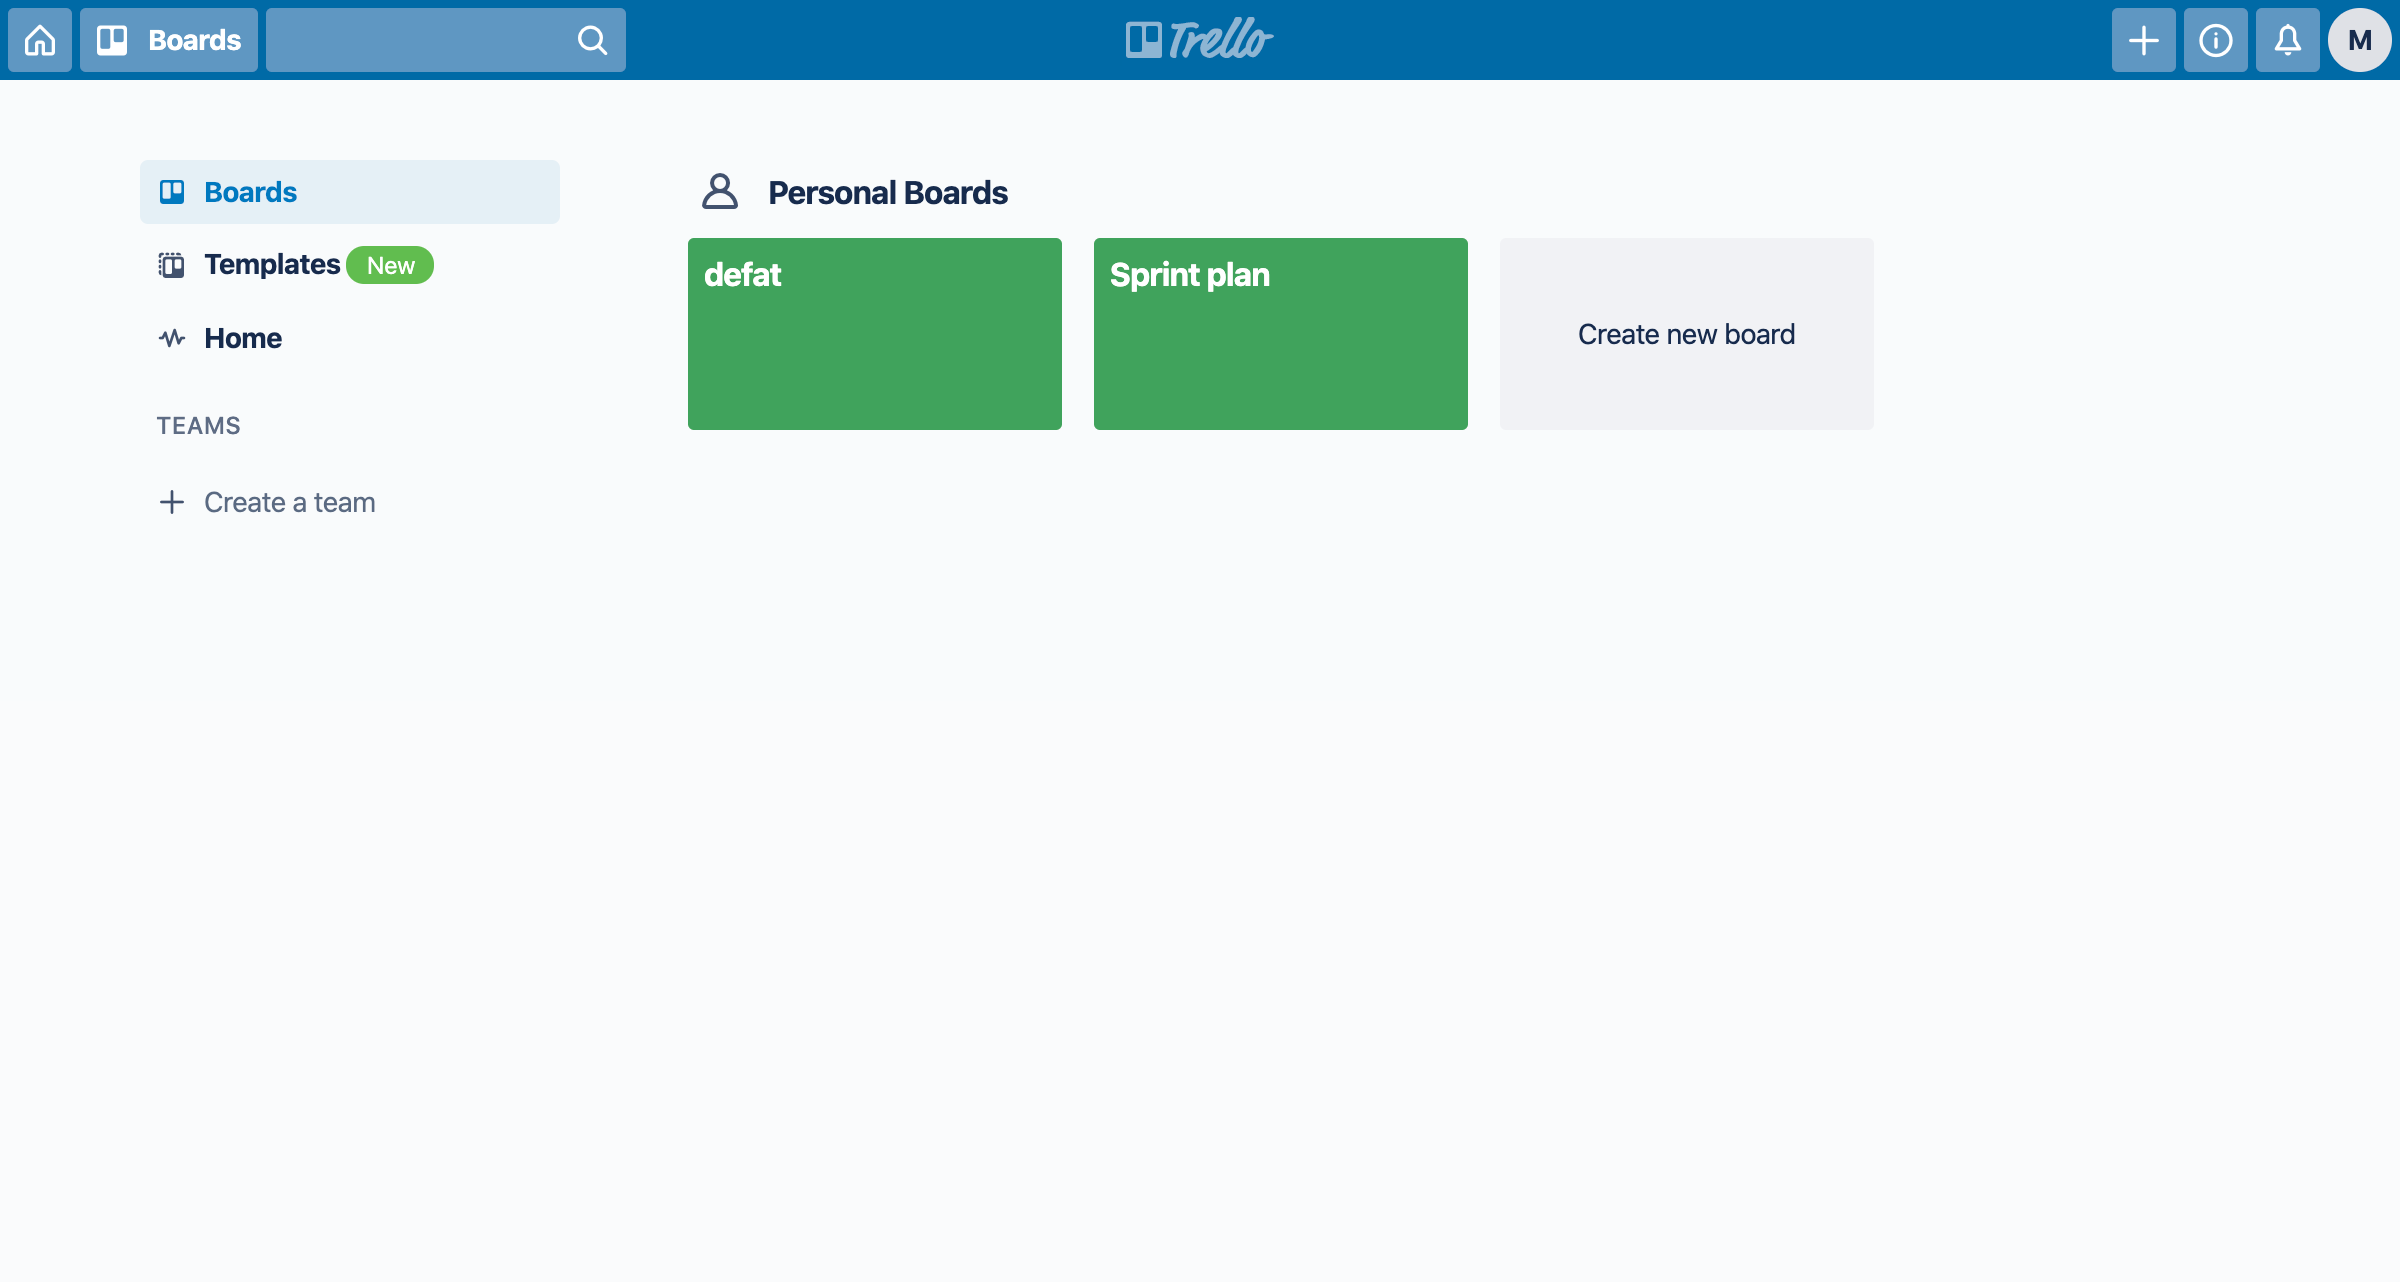 Boards
Trello
M
Boards
Templates New
Home
TEAMS
Create a team
Personal Boards
defat
Sprint plan
Create new board